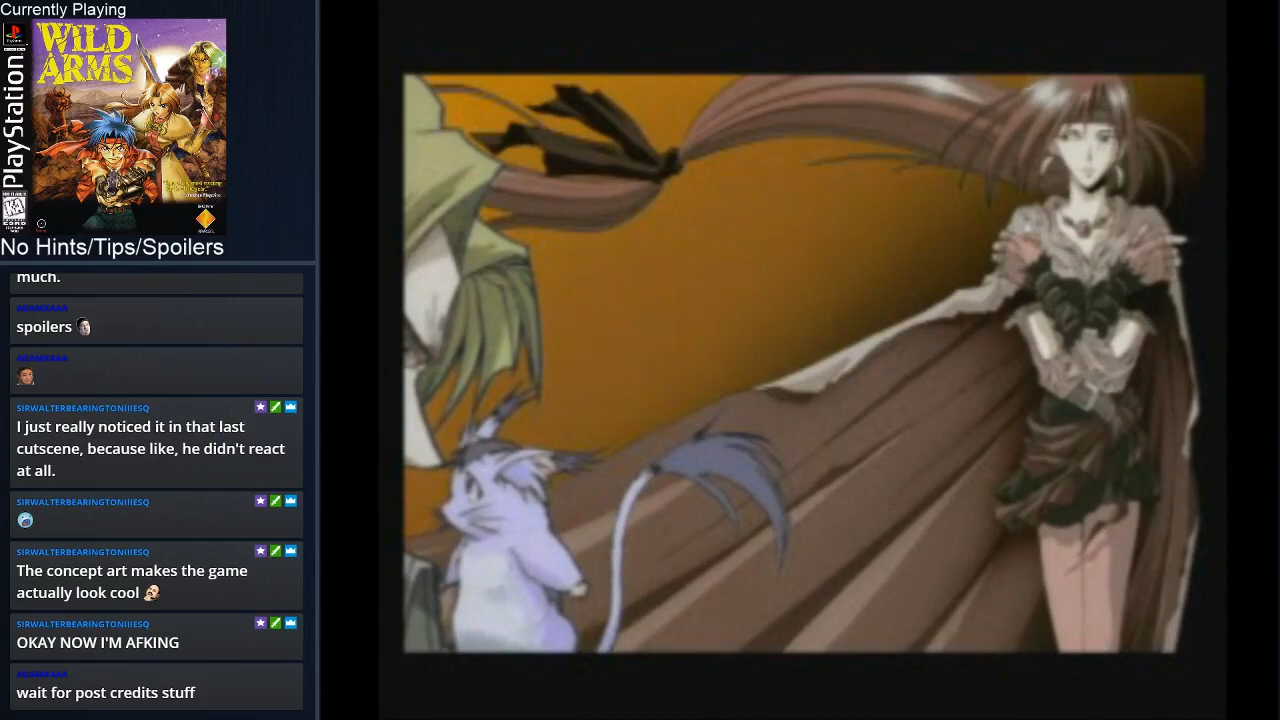 Currently Playing
PlayStation
WILD
ARMS
SONY
No Hints/Tips/Spoilers
much.
spoilers
SIRWALTERBEARINGTONIIIESQ
I just really noticed it in that last
cutscene, because like, he didn't react
at all.
SIRWALTERBEARINGTONIIIESQ
SIRWALTERBEARINGTONIIIESQ
The concept art makes the game
actually look cool
SIRWALTERBEARINGTONIIIESQ
OKAY NOW I'M AFKING
wait for post credits stuff